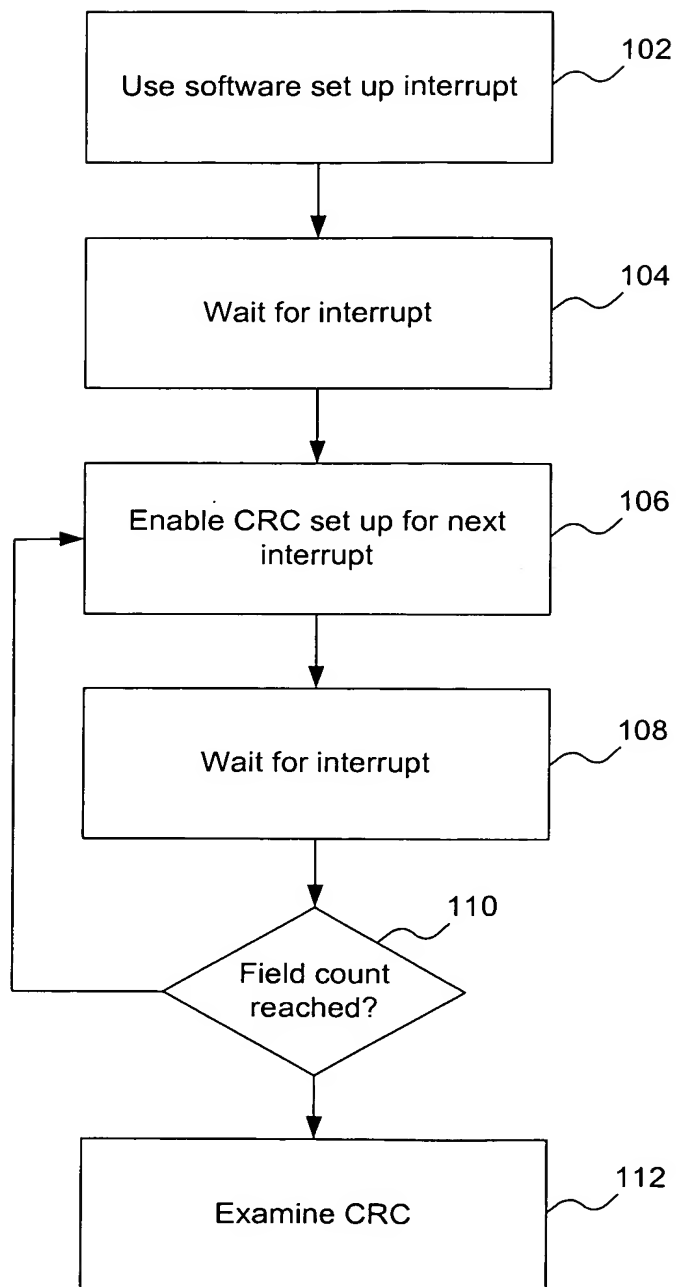 Use software set up interrupt
102
Wait for interrupt
104
Enable CRC set up for next
interrupt
106
Wait for interrupt
108
Field count
reached?
110
Examine CRC
112